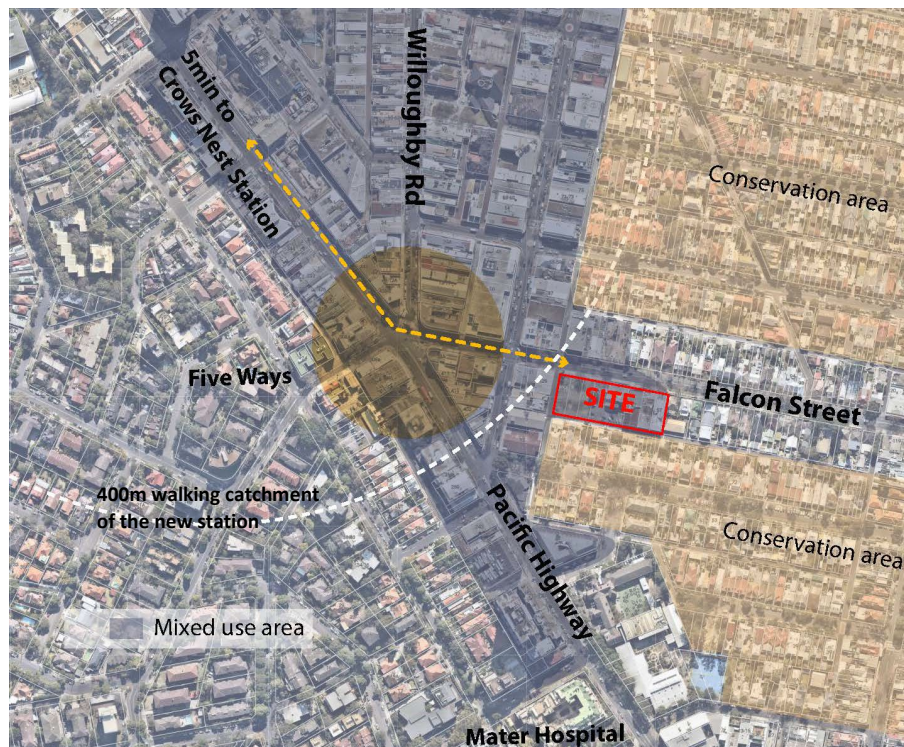 5min to
Crows Nest Station
Willoughby Rd
Conservation area
Five Ways
SITE
Falcon Street
400m walking catchment
of the new station
Pacific Highway
Conservation area
Mixed use area
Mater Hospital